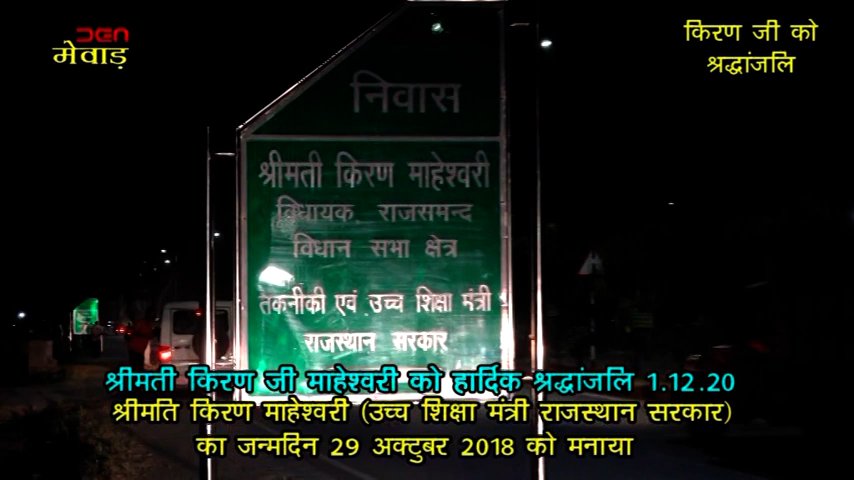 DEN
मेवाड़
किरण जी को
श्रद्धांजलि
निवास
श्रीमती किरण माहेश्वरी
विधायक, राजसमन्द
विधान सभा क्षेत्र
तकनीकी एवं उच्च शिक्षा मंत्री
राजस्थान सरकार
श्रीमती किरण जी माहेश्वरी को हार्दिक श्रद्धांजलि 1.12.20
श्रीमति किरण माहेश्वरी (उच्च शिक्षा मंत्री राजस्थान सरकार)
का जन्मदिन 29 अक्टुबर 2018 को मनाया